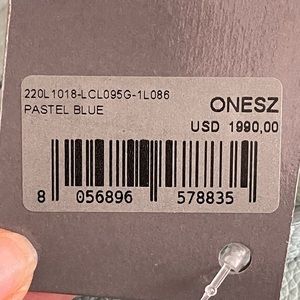 220L1018-LCL095G-1L086
PASTEL BLUE
ONESZ
USD 1990,00
8 056896 578835